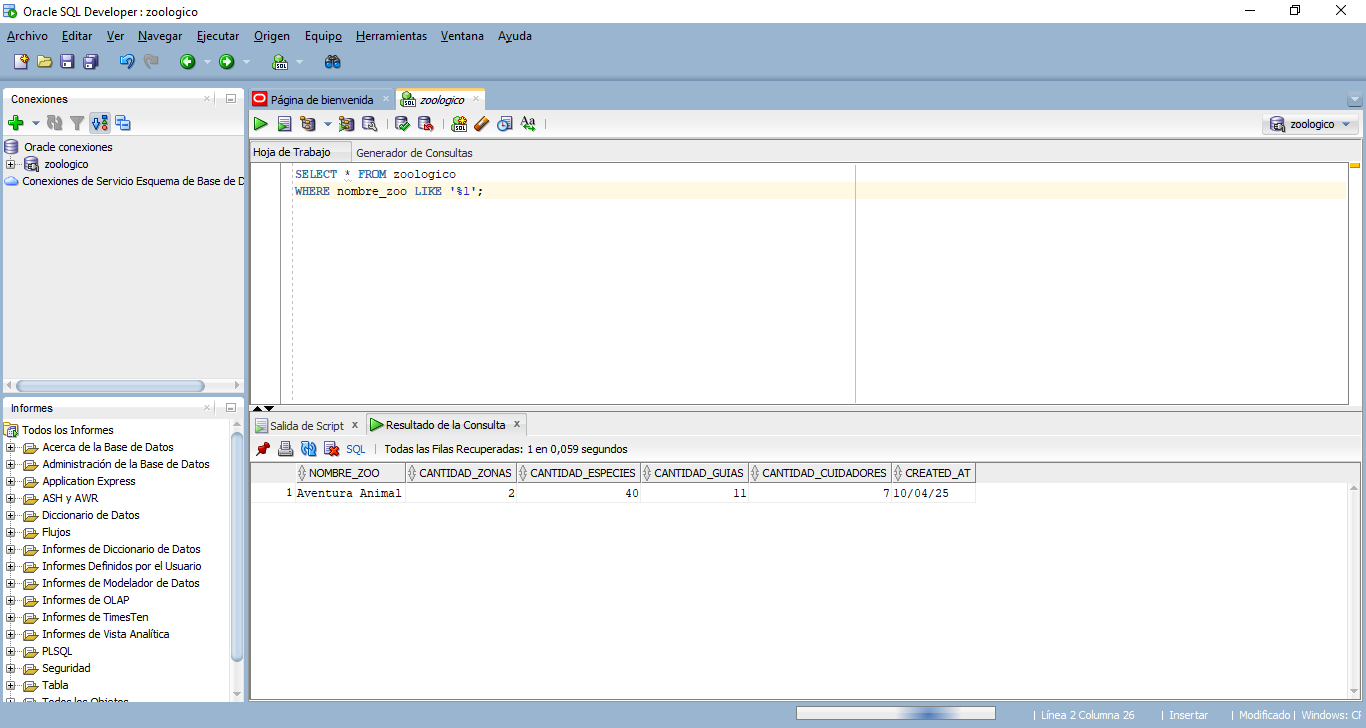 Oracle SQL Developer : zoologico
Archivo Editar Ver Navegar Ejecutar Origen Equipo Herramientas Ventana Ayuda
Conexiones
Oracle conexiones
zoologico
Conexiones de Servicio Esquema de Base de D
Informes
Todos los Informes
Acerca de la Base de Datos
Administración de la Base de Datos
Application Express
ASH y AWR
Diccionario de Datos
Flujos
Informes de Diccionario de Datos
Informes Definidos por el Usuario
Informes de Modelador de Datos
Informes de OLAP
Informes de TimesTen
Informes de Vista Analítica
PLSQL
Seguridad
Tabla
Todos los Objetos
Página de bienvenida
zoologico
zoologico
Hoja de Trabajo Generador de Consultas
SELECT * FROM zoologico
WHERE nombre_zoo LIKE '%l';
Salida de Script Resultado de la Consulta
SQL | Todas las Filas Recuperadas: 1 en 0,059 segundos
NOMBRE_ZOO CANTIDAD_ZONAS CANTIDAD_ESPECIES CANTIDAD_GUIAS CANTIDAD_CUIDADORES CREATED_AT
1 Aventura Animal 2 40 11 7 10/04/25
| Línea 2 Columna 26 | Insertar | Modificado | Windows: CF